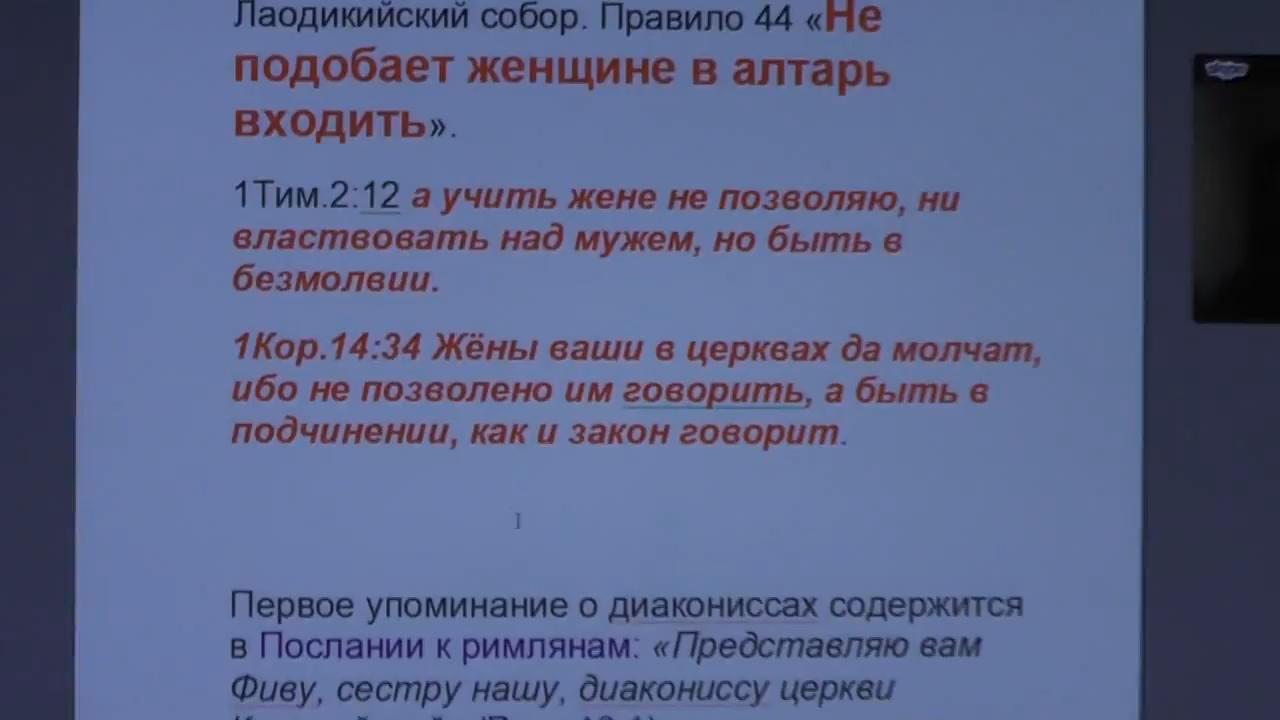 Лаодикийский собор. Правило 44 «Не
подобает женщине в алтарь
входить».
1Тим.2:12 а учить жене не позволяю, ни
властвовать над мужем, но быть в
безмолвии.
1Кор.14:34 Жёны ваши в церквах да молчат,
ибо не позволено им говорить, а быть в
подчинении, как и закон говорит.
Первое упоминание о диакониссах содержится
в Послании к римлянам: «Представляю вам
Фиву, сестру нашу, диакониссу церкви